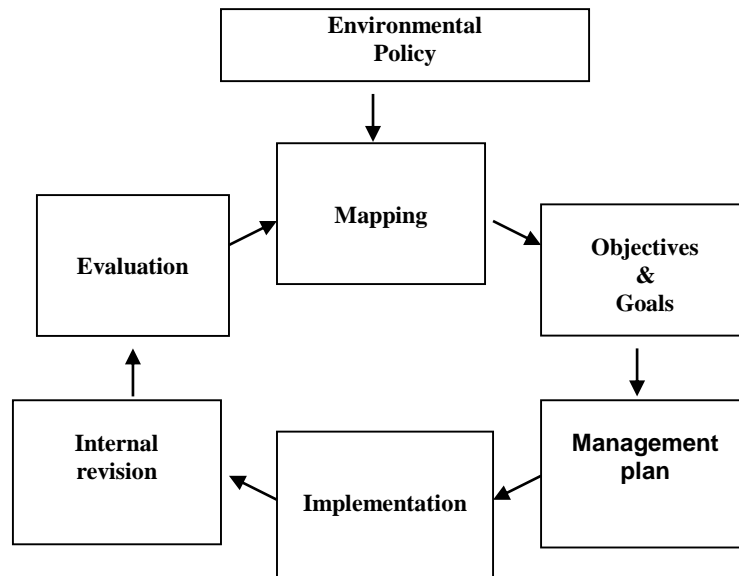 Environmental
Policy
Mapping
Objectives
&
Goals
Management
plan
Implementation
Internal
revision
Evaluation